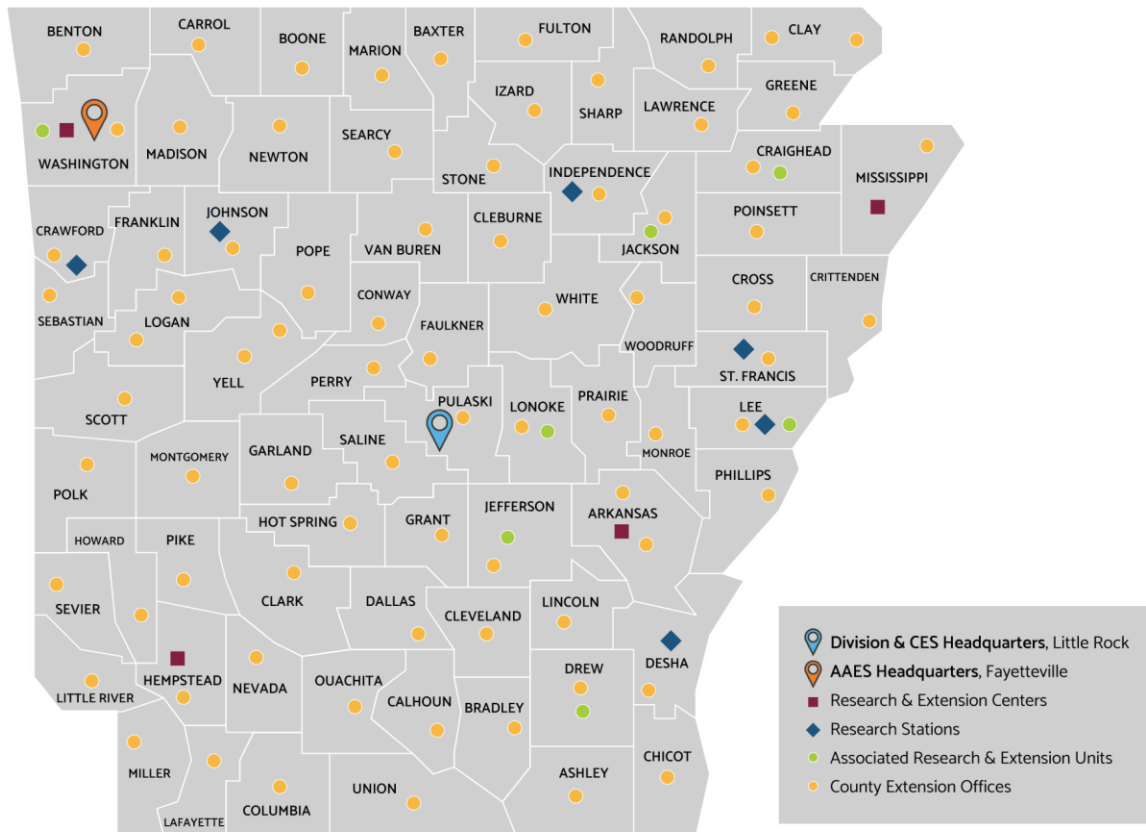 BENTON
CARROL
BOONE
MARION
BAXTER
FULTON
RANDOLPH
CLAY
IZARD
SHARP
LAWRENCE
GREENE
WASHINGTON
MADISON
NEWTON
SEARCY
STONE
INDEPENDENCE
CRAIGHEAD
MISSISSIPPI
CRAWFORD
FRANKLIN
JOHNSON
POPE
VAN BUREN
CLEBURNE
JACKSON
POINSETT
SEBASTIAN
LOGAN
CONWAY
FAULKNER
WHITE
WOODRUFF
CROSS
CRITTENDEN
SCOTT
YELL
PERRY
PULASKI
LONOKE
PRAIRIE
ST. FRANCIS
LEE
POLK
MONTGOMERY
GARLAND
SALINE
MONROE
PHILLIPS
HOWARD
PIKE
HOT SPRING
GRANT
JEFFERSON
ARKANSAS
SEVIER
CLARK
DALLAS
CLEVELAND
LINCOLN
DESHA
LITTLE RIVER
HEMPSTEAD
NEVADA
OUACHITA
CALHOUN
BRADLEY
DREW
MILLER
LAFAYETTE
COLUMBIA
UNION
ASHLEY
CHICOT
Division & CES Headquarters, Little Rock
AAES Headquarters, Fayetteville
Research & Extension Centers
Research Stations
Associated Research & Extension Units
County Extension Offices